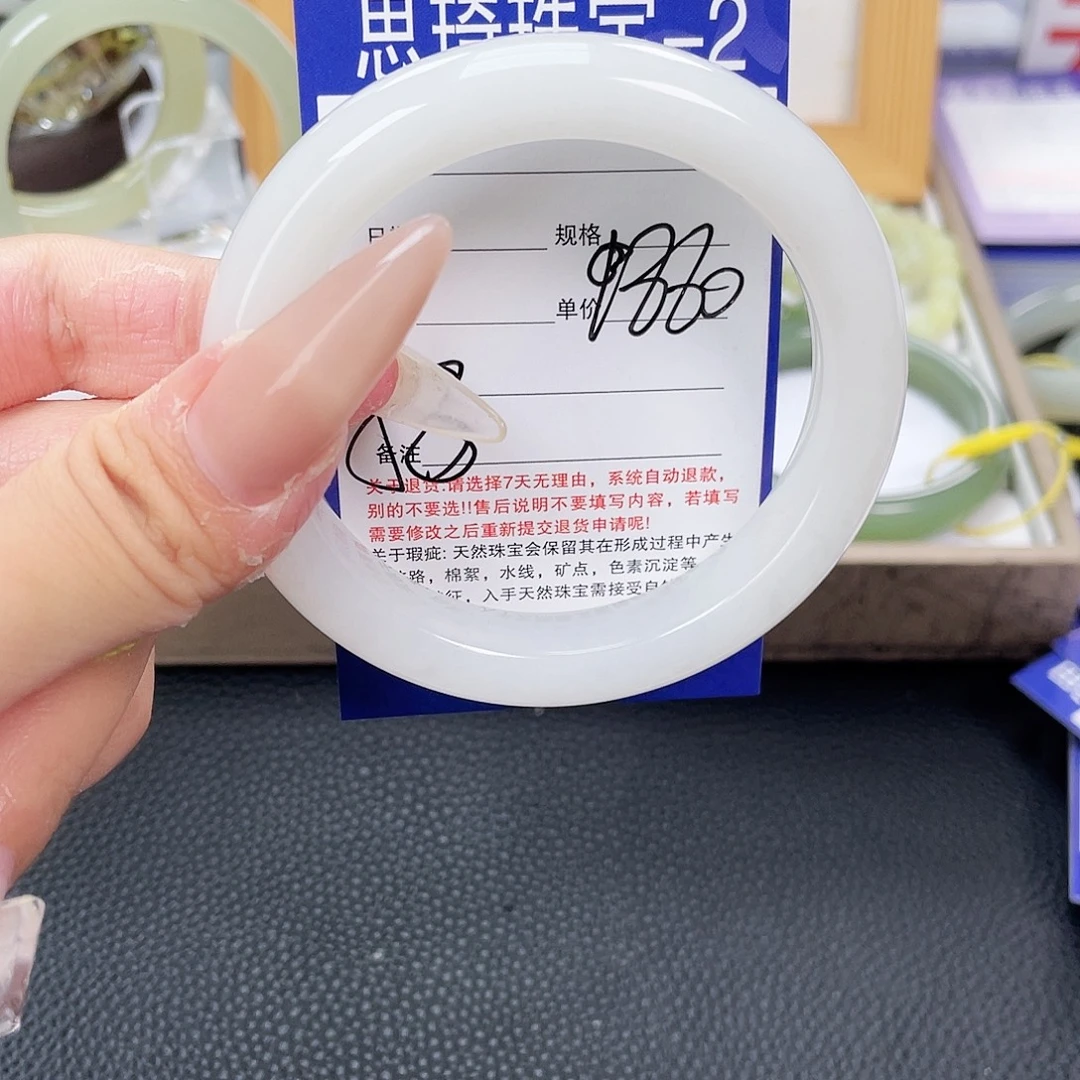 思琦珠宝-2
日期 规格
单价
备注
关于退货:请选择7天无理由，系统自动退款，
别的不要选!!售后说明不要填写内容，若填写
需要修改之后重新提交退货申请呢!
关于瑕疵: 天然珠宝会保留其在形成过程中产生
路，棉絮，水线，矿点，色素沉淀等
征，入手天然珠宝需接受自